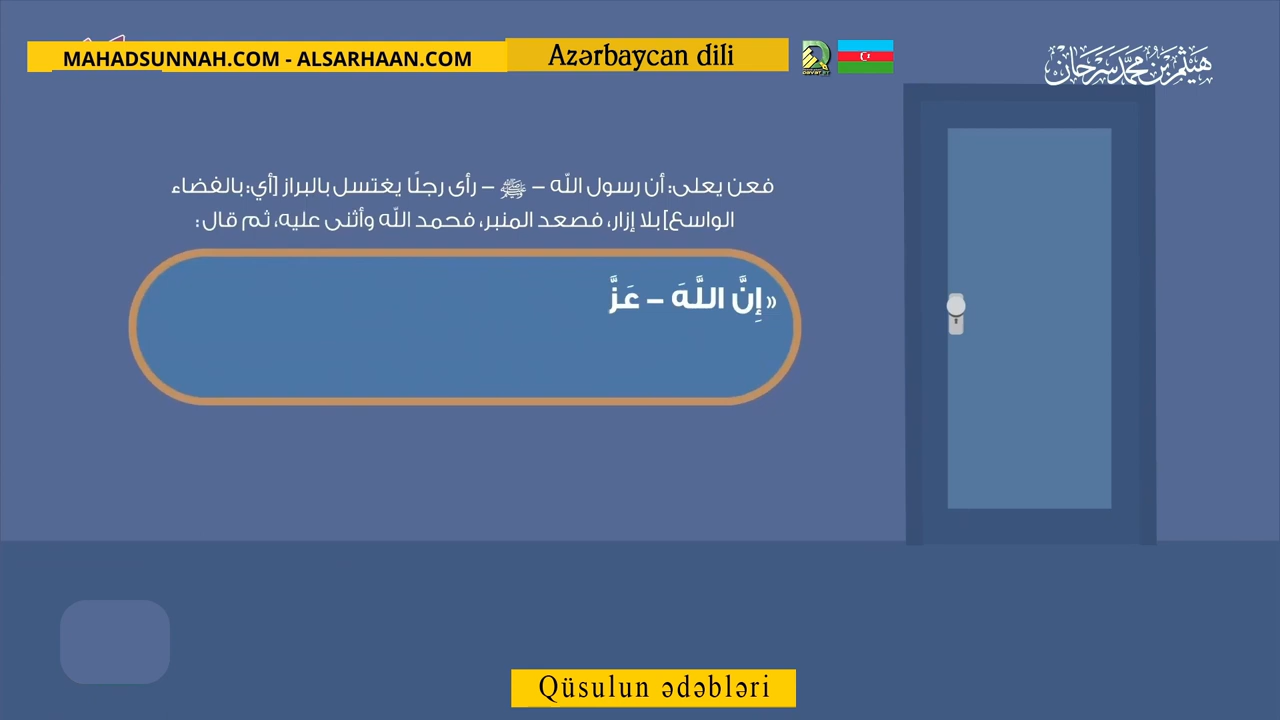 MAHADSUNNAH.COM - ALSARHAAN.COM
Azərbaycan dili
هيثم بن محمد سرحان
فعن يعلى: أن رسول الله – ﷺ – رأى رجلًا يغتسل بالبراز [أي: بالفضاء
الواسع] بلا إزار، فصعد المنبر، فحمد الله وأثنى عليه، ثم قال:
«إِنَّ اللَّهَ – عَزَّ
Qüsulun ədəbləri